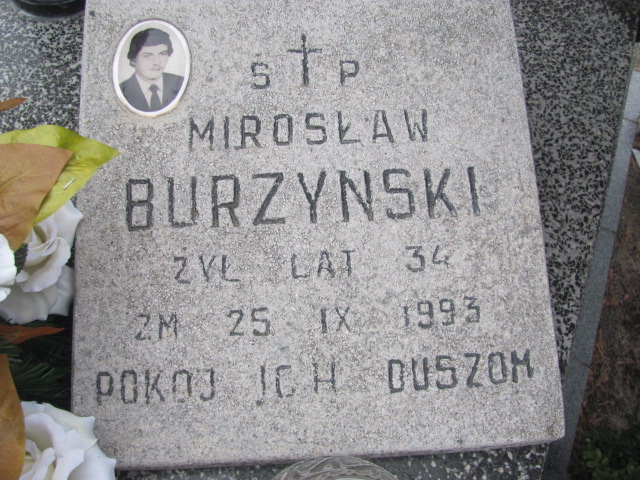 Ś P
MIROSŁAW
BURZYNSKI
ŻYŁ LAT 34
ZM 25 IX 1993
POKOJ ICH DUSZOM